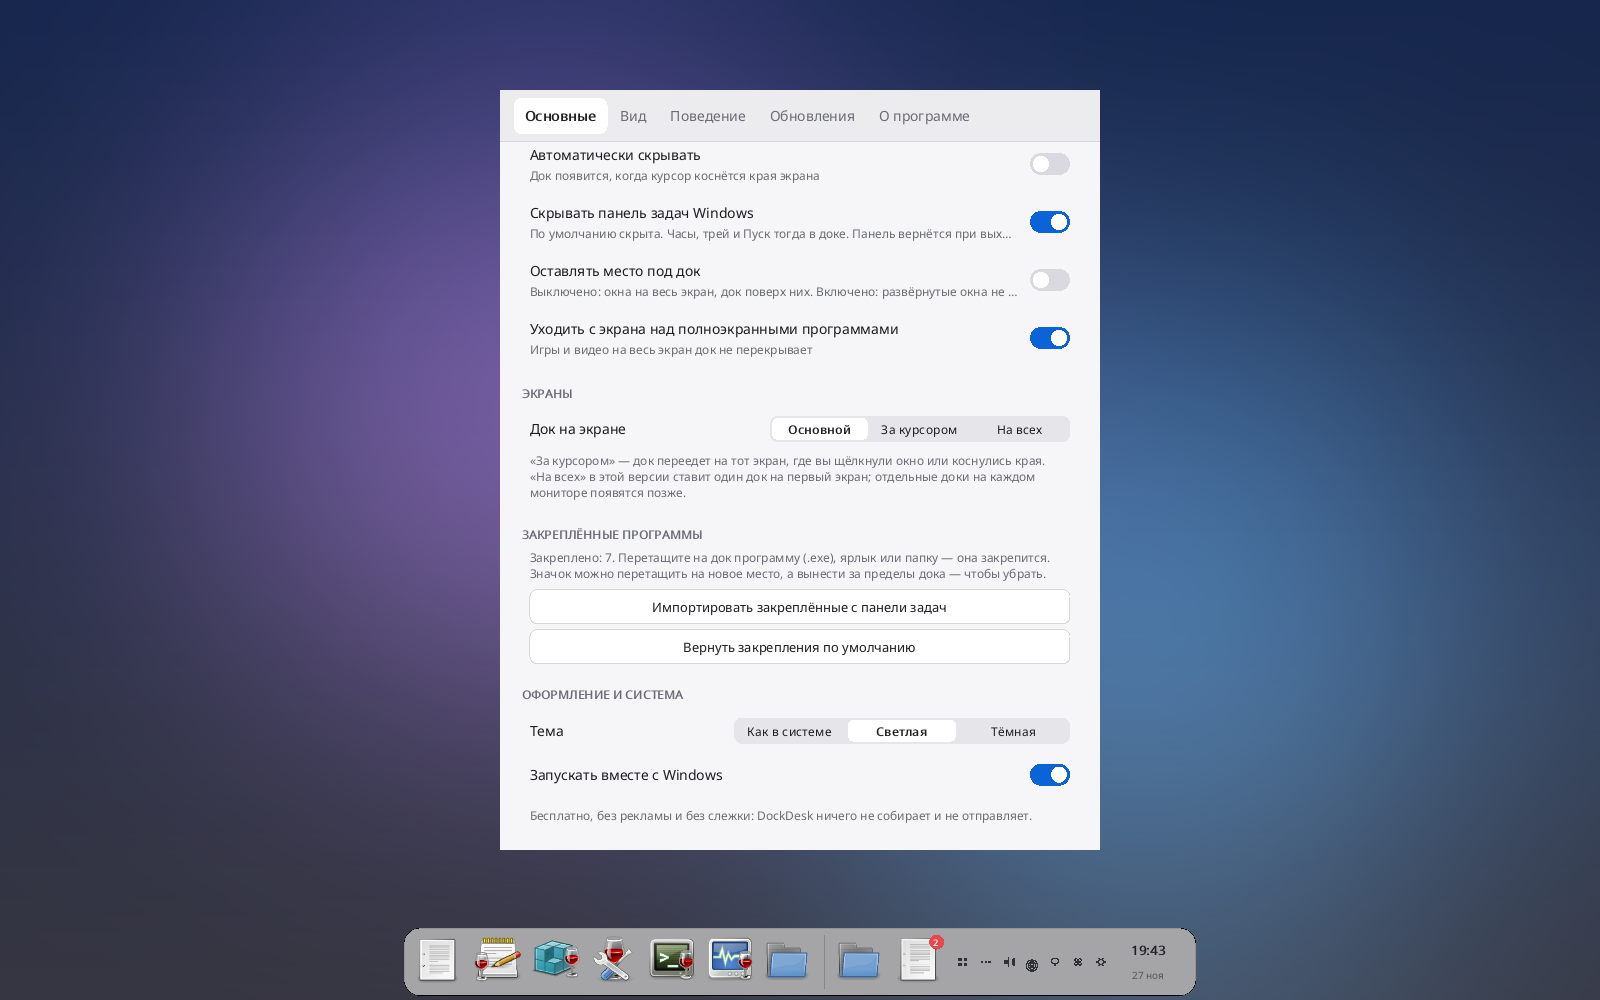 Основные Вид Поведение Обновления О программе
Автоматически скрывать
Док появится, когда курсор коснётся края экрана
Скрывать панель задач Windows
По умолчанию скрыта. Часы, трей и Пуск тогда в доке. Панель вернётся при вых…
Оставлять место под док
Выключено: окна на весь экран, док поверх них. Включено: развёрнутые окна не …
Уходить с экрана над полноэкранными программами
Игры и видео на весь экран док не перекрывает
ЭКРАНЫ
Док на экране Основной За курсором На всех
«За курсором» — док переедет на тот экран, где вы щёлкнули окно или коснулись края.
«На всех» в этой версии ставит один док на первый экран; отдельные доки на каждом
мониторе появятся позже.
ЗАКРЕПЛЁННЫЕ ПРОГРАММЫ
Закреплено: 7. Перетащите на док программу (.exe), ярлык или папку — она закрепится.
Значок можно перетащить на новое место, а вынести за пределы дока — чтобы убрать.
Импортировать закреплённые с панели задач
Вернуть закрепления по умолчанию
ОФОРМЛЕНИЕ И СИСТЕМА
Тема Как в системе Светлая Тёмная
Запускать вместе с Windows
Бесплатно, без рекламы и без слежки: DockDesk ничего не собирает и не отправляет.
2
19:43
27 ноя